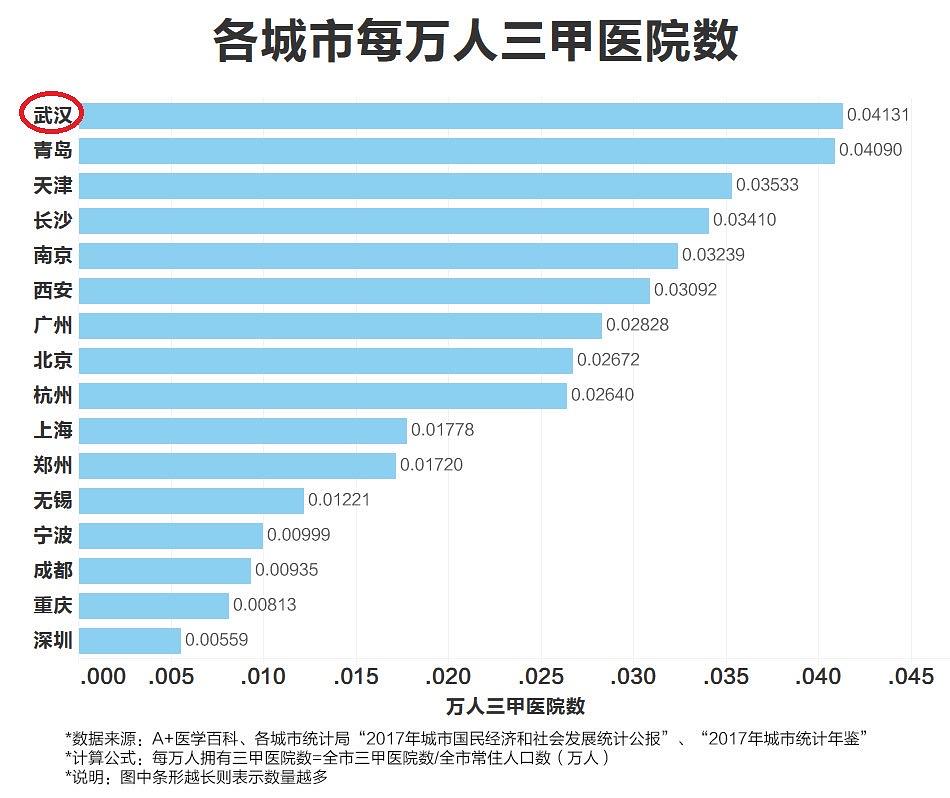 各城市每万人三甲医院数
武汉 0.04131
青岛 0.04090
天津 0.03533
长沙 0.03410
南京 0.03239
西安 0.03092
广州 0.02828
北京 0.02672
杭州 0.02640
上海 0.01778
郑州 0.01720
无锡 0.01221
宁波 0.00999
成都 0.00935
重庆 0.00813
深圳 0.00559
.000 .005 .010 .015 .020 .025 .030 .035 .040 .045
万人三甲医院数
*数据来源：A+医学百科、各城市统计局“2017年城市国民经济和社会发展统计公报”、“2017年城市统计年鉴”
*计算公式：每万人拥有三甲医院数=全市三甲医院数/全市常住人口数（万人）
*说明：图中条形越长则表示数量越多